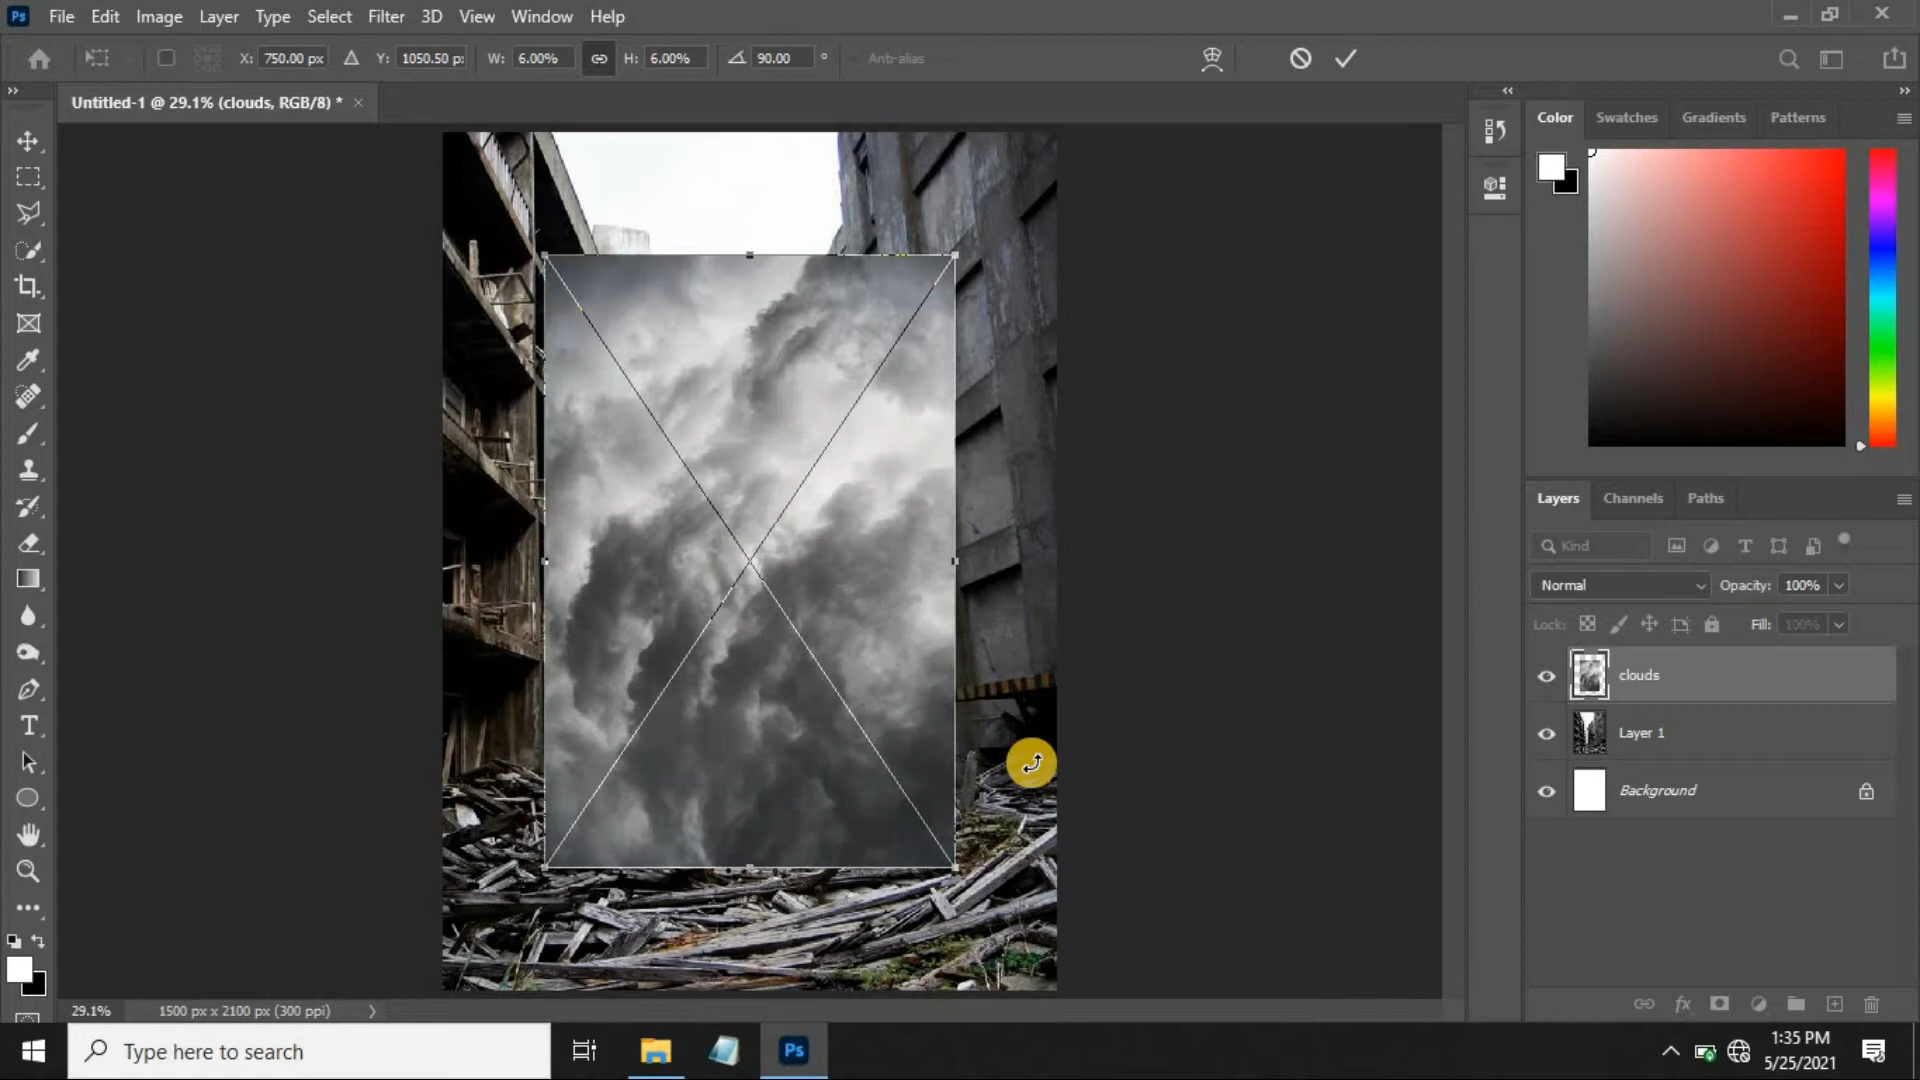 Ps File Edit Image Layer Type Select Filter 3D View Window Help
X: 750.00 px Y: 1050.50 p: W: 6.00% H: 6.00% 90.00 ° Anti-alias
Untitled-1 @ 29.1% (clouds, RGB/8) * ×
Color Swatches Gradients Patterns
Layers Channels Paths
Kind
Normal Opacity: 100%
Lock: Fill: 100%
clouds
Layer 1
Background
fx
T
29.1% 1500 px x 2100 px (300 ppi)
Type here to search
Ps
1:35 PM
5/25/2021